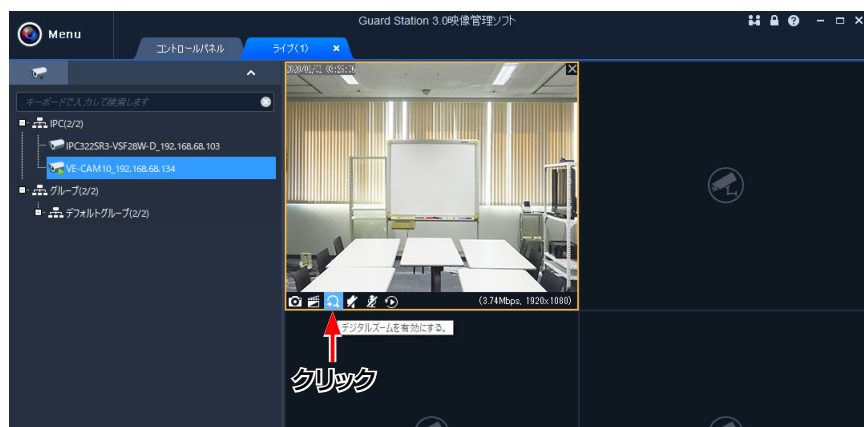 Guard Station 3.0映像管理ソフト
Menu
コントロールパネル
ライブ(1)
キーボードで入力して検索します
IPC(2/2)
IPC322SR3-VSF28W-D_192.168.68.103
VE-CAM10_192.168.68.134
グループ(2/2)
デフォルトグループ(2/2)
(3.74Mbps, 1920x1080)
デジタルズームを有効にする。
クリック